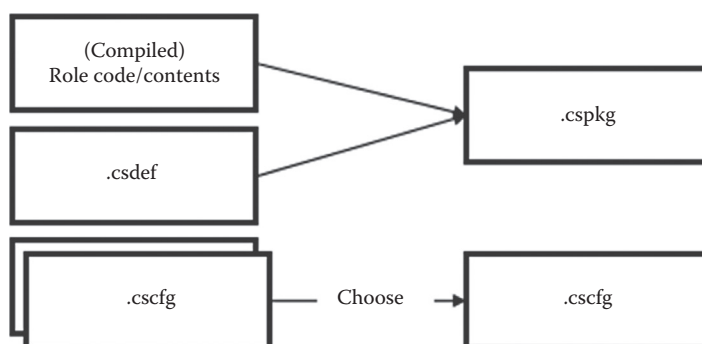 (Compiled)
Role code/contents
.cspkg
.csdef
.cscfg
Choose
.cscfg